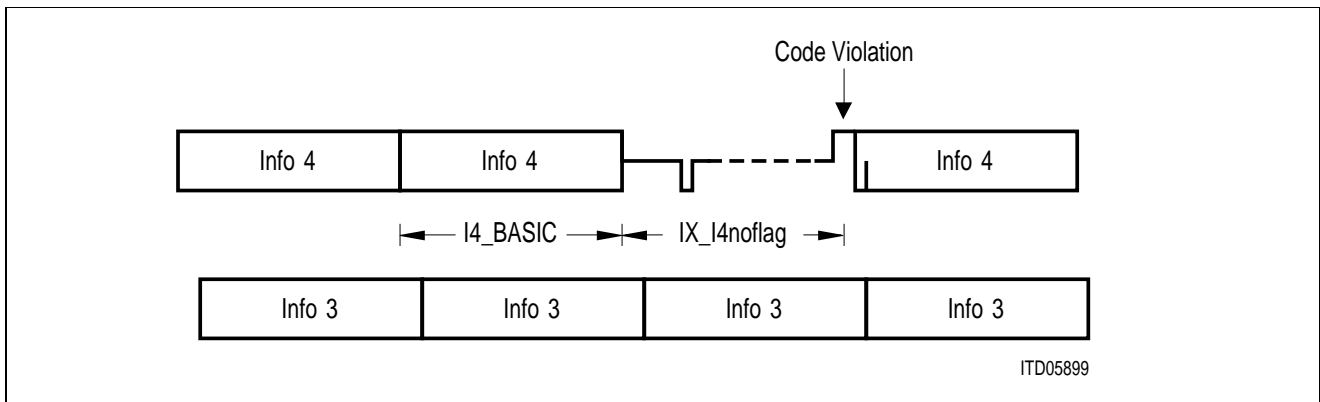 Code Violation
Info 4 Info 4 Info 4
I4_BASIC IX_I4noflag
Info 3 Info 3 Info 3 Info 3
ITD05899